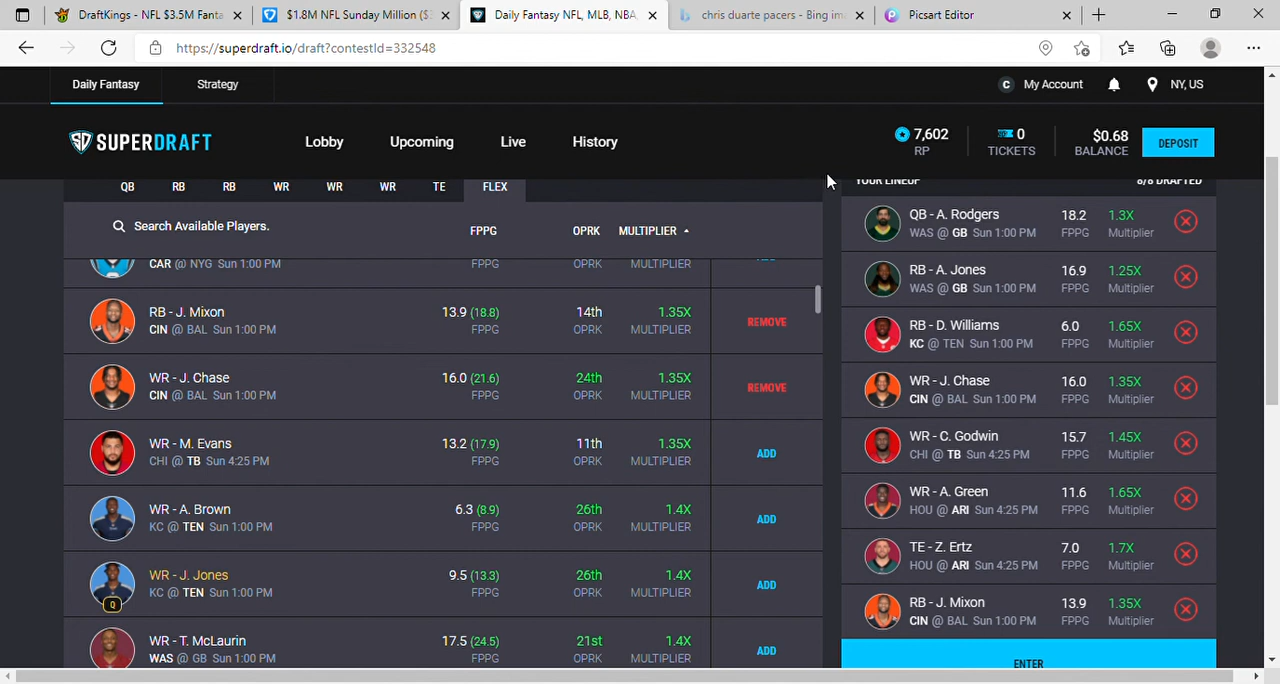 DraftKings - NFL $3.5M Fanta
$1.8M NFL Sunday Million ($
Daily Fantasy NFL, MLB, NBA,
chris duarte pacers - Bing ima
Picsart Editor
https://superdraft.io/draft?contestId=332548
Daily Fantasy
Strategy
C
My Account
NY, US
SUPERDRAFT
Lobby
Upcoming
Live
History
7,602
RP
0
TICKETS
$0.68
BALANCE
DEPOSIT
QB
RB
RB
WR
WR
WR
TE
FLEX
Search Available Players.
FPPG
OPRK
MULTIPLIER
CAR @ NYG Sun 1:00 PM
FPPG
OPRK
MULTIPLIER
RB - J. Mixon
13.9 (18.8)
14th
1.35X
CIN @ BAL Sun 1:00 PM
FPPG
OPRK
MULTIPLIER
REMOVE
WR - J. Chase
16.0 (21.6)
24th
1.35X
CIN @ BAL Sun 1:00 PM
FPPG
OPRK
MULTIPLIER
REMOVE
WR - M. Evans
13.2 (17.9)
11th
1.35X
CHI @ TB Sun 4:25 PM
FPPG
OPRK
MULTIPLIER
ADD
WR - A. Brown
6.3 (8.9)
26th
1.4X
KC @ TEN Sun 1:00 PM
FPPG
OPRK
MULTIPLIER
ADD
WR - J. Jones
9.5 (13.3)
26th
1.4X
KC @ TEN Sun 1:00 PM
FPPG
OPRK
MULTIPLIER
ADD
Q
WR - T. McLaurin
17.5 (24.5)
21st
1.4X
WAS @ GB Sun 1:00 PM
FPPG
OPRK
MULTIPLIER
ADD
YOUR LINEUP
8/8 DRAFTED
QB - A. Rodgers
18.2
1.3X
WAS @ GB Sun 1:00 PM
FPPG
Multiplier
RB - A. Jones
16.9
1.25X
WAS @ GB Sun 1:00 PM
FPPG
Multiplier
RB - D. Williams
6.0
1.65X
KC @ TEN Sun 1:00 PM
FPPG
Multiplier
WR - J. Chase
16.0
1.35X
CIN @ BAL Sun 1:00 PM
FPPG
Multiplier
WR - C. Godwin
15.7
1.45X
CHI @ TB Sun 4:25 PM
FPPG
Multiplier
WR - A. Green
11.6
1.65X
HOU @ ARI Sun 4:25 PM
FPPG
Multiplier
TE - Z. Ertz
7.0
1.7X
HOU @ ARI Sun 4:25 PM
FPPG
Multiplier
RB - J. Mixon
13.9
1.35X
CIN @ BAL Sun 1:00 PM
FPPG
Multiplier
ENTER